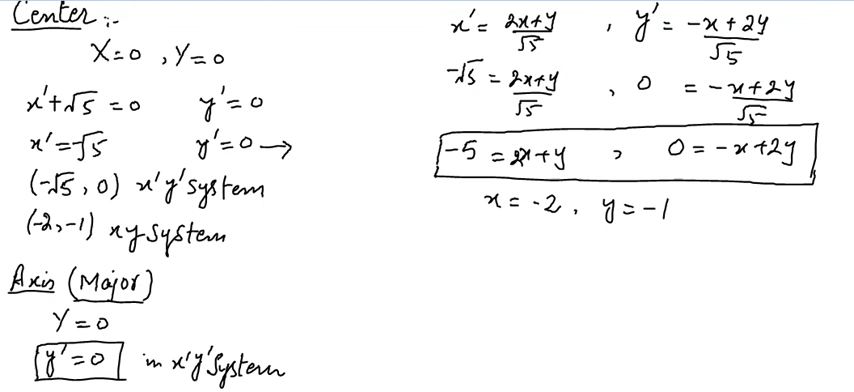 Center :-
X=0 , Y=0
x'+√5 =0 y'=0
x'=-√5 y'=0 →
(-√5, 0) x'y' system
(-2,-1) xy system
Axis (Major)
Y=0
y'=0 in x'y' system
x' = 2x+y/√5 , y' = -x+2y/√5
-√5 = 2x+y/√5 , 0 = -x+2y/√5
-5 = 2x+y , 0 = -x+2y
x = -2 , y = -1